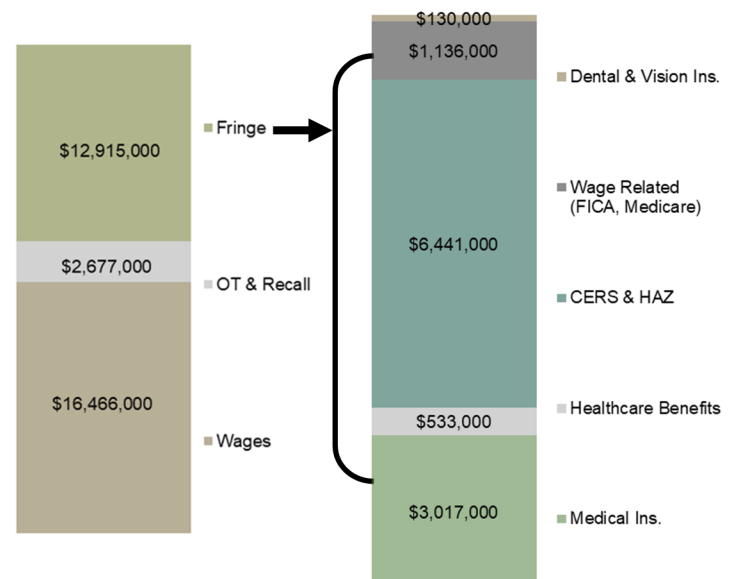 $130,000
$1,136,000
Dental & Vision Ins.
Fringe
$12,915,000
Wage Related
(FICA, Medicare)
$6,441,000
$2,677,000
OT & Recall
CERS & HAZ
$16,466,000
Healthcare Benefits
$533,000
Wages
$3,017,000
Medical Ins.